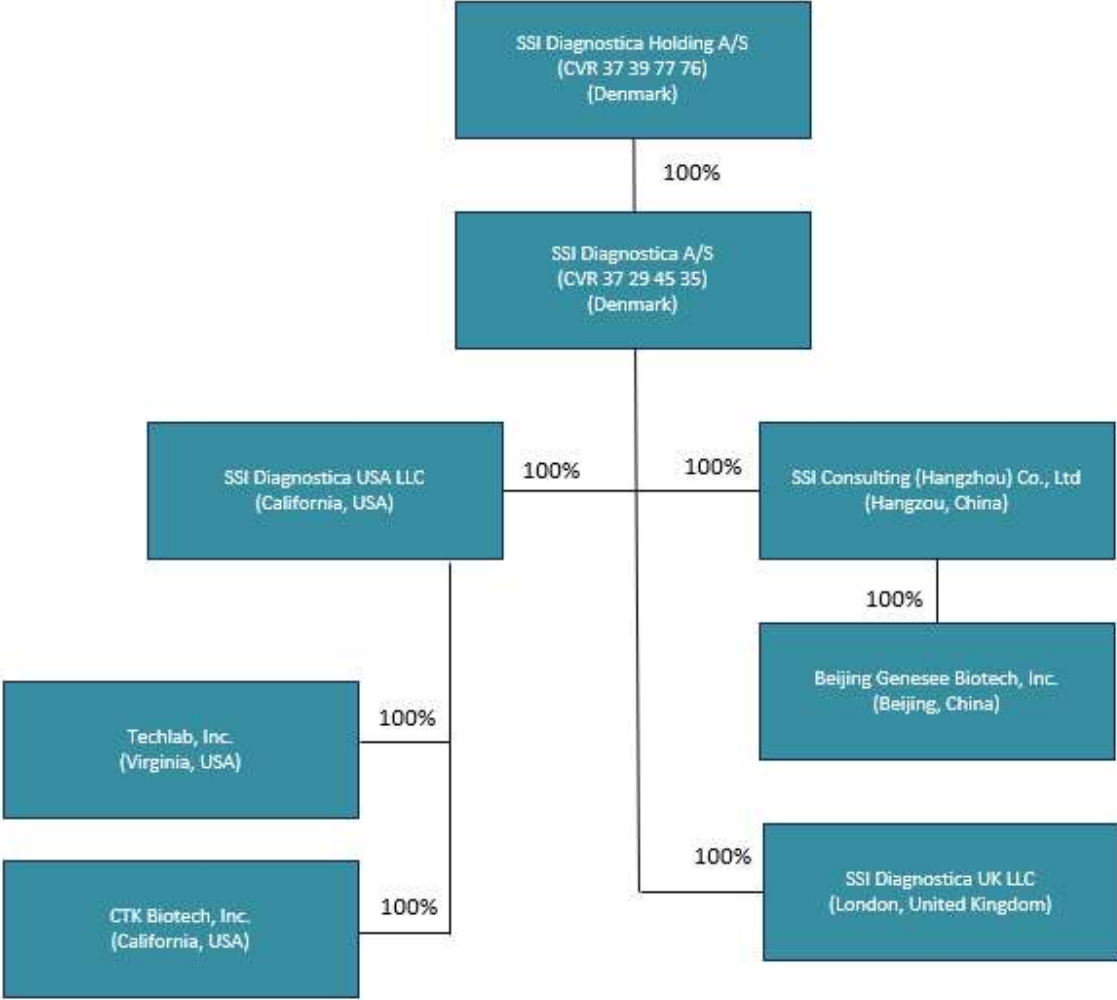 SSI Diagnostica Holding A/S
(CVR 37 39 77 76)
(Denmark)
100%
SSI Diagnostica A/S
(CVR 37 29 45 35)
(Denmark)
SSI Diagnostica USA LLC
(California, USA)
100%
100%
SSI Consulting (Hangzhou) Co., Ltd
(Hangzou, China)
100%
Beijing Genesee Biotech, Inc.
(Beijing, China)
Techlab, Inc.
(Virginia, USA)
100%
CTK Biotech, Inc.
(California, USA)
100%
100%
SSI Diagnostica UK LLC
(London, United Kingdom)